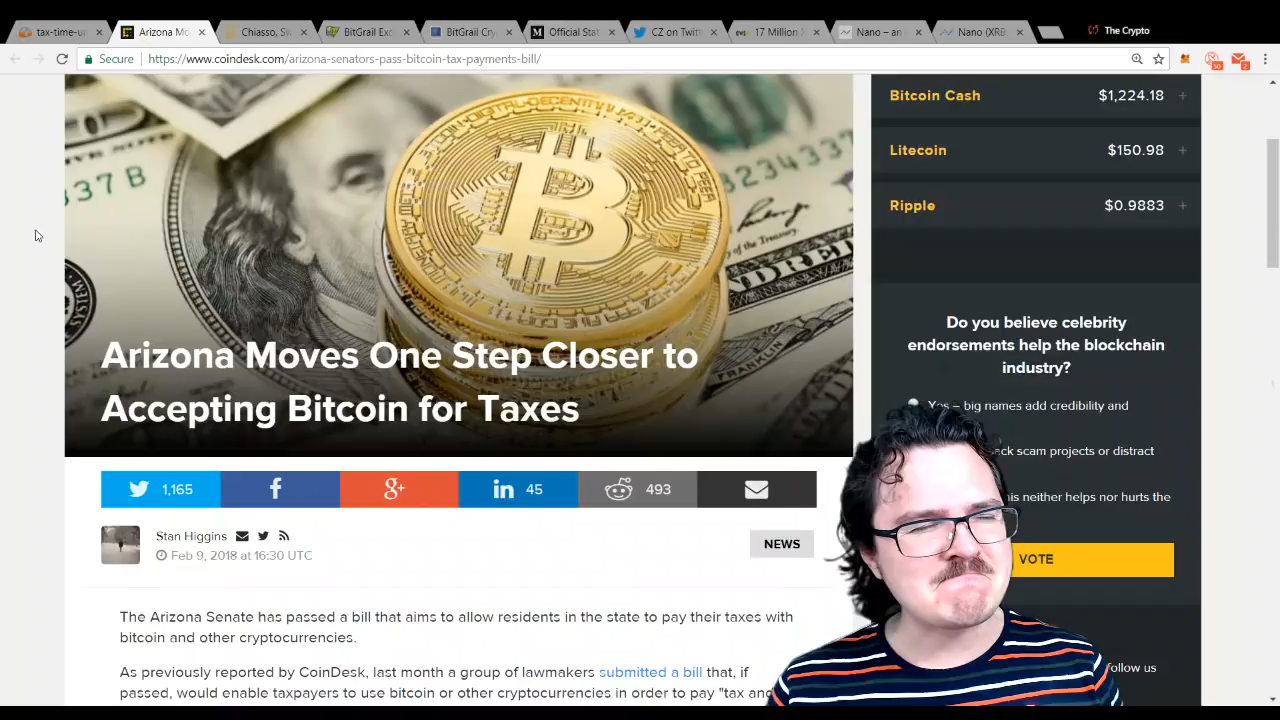 tax-time-ur
Arizona Mo
Chiasso, Sw
BitGrail Exc
BitGrail Cry
Official Stat
CZ on Twitt
17 Million X
Nano – an
Nano (XRB
The Crypto
Secure
https://www.coindesk.com/arizona-senators-pass-bitcoin-tax-payments-bill/
50
2
Bitcoin Cash $1,224.18 +
Litecoin $150.98 +
Ripple $0.9883 +
Arizona Moves One Step Closer to
Accepting Bitcoin for Taxes
Do you believe celebrity
endorsements help the blockchain
industry?
Yes – big names add credibility and
ack scam projects or distract
his neither helps nor hurts the
VOTE
1,165
45
493
Stan Higgins
Feb 9, 2018 at 16:30 UTC
NEWS
The Arizona Senate has passed a bill that aims to allow residents in the state to pay their taxes with
bitcoin and other cryptocurrencies.
As previously reported by CoinDesk, last month a group of lawmakers submitted a bill that, if
passed, would enable taxpayers to use bitcoin or other cryptocurrencies in order to pay "tax and
follow us